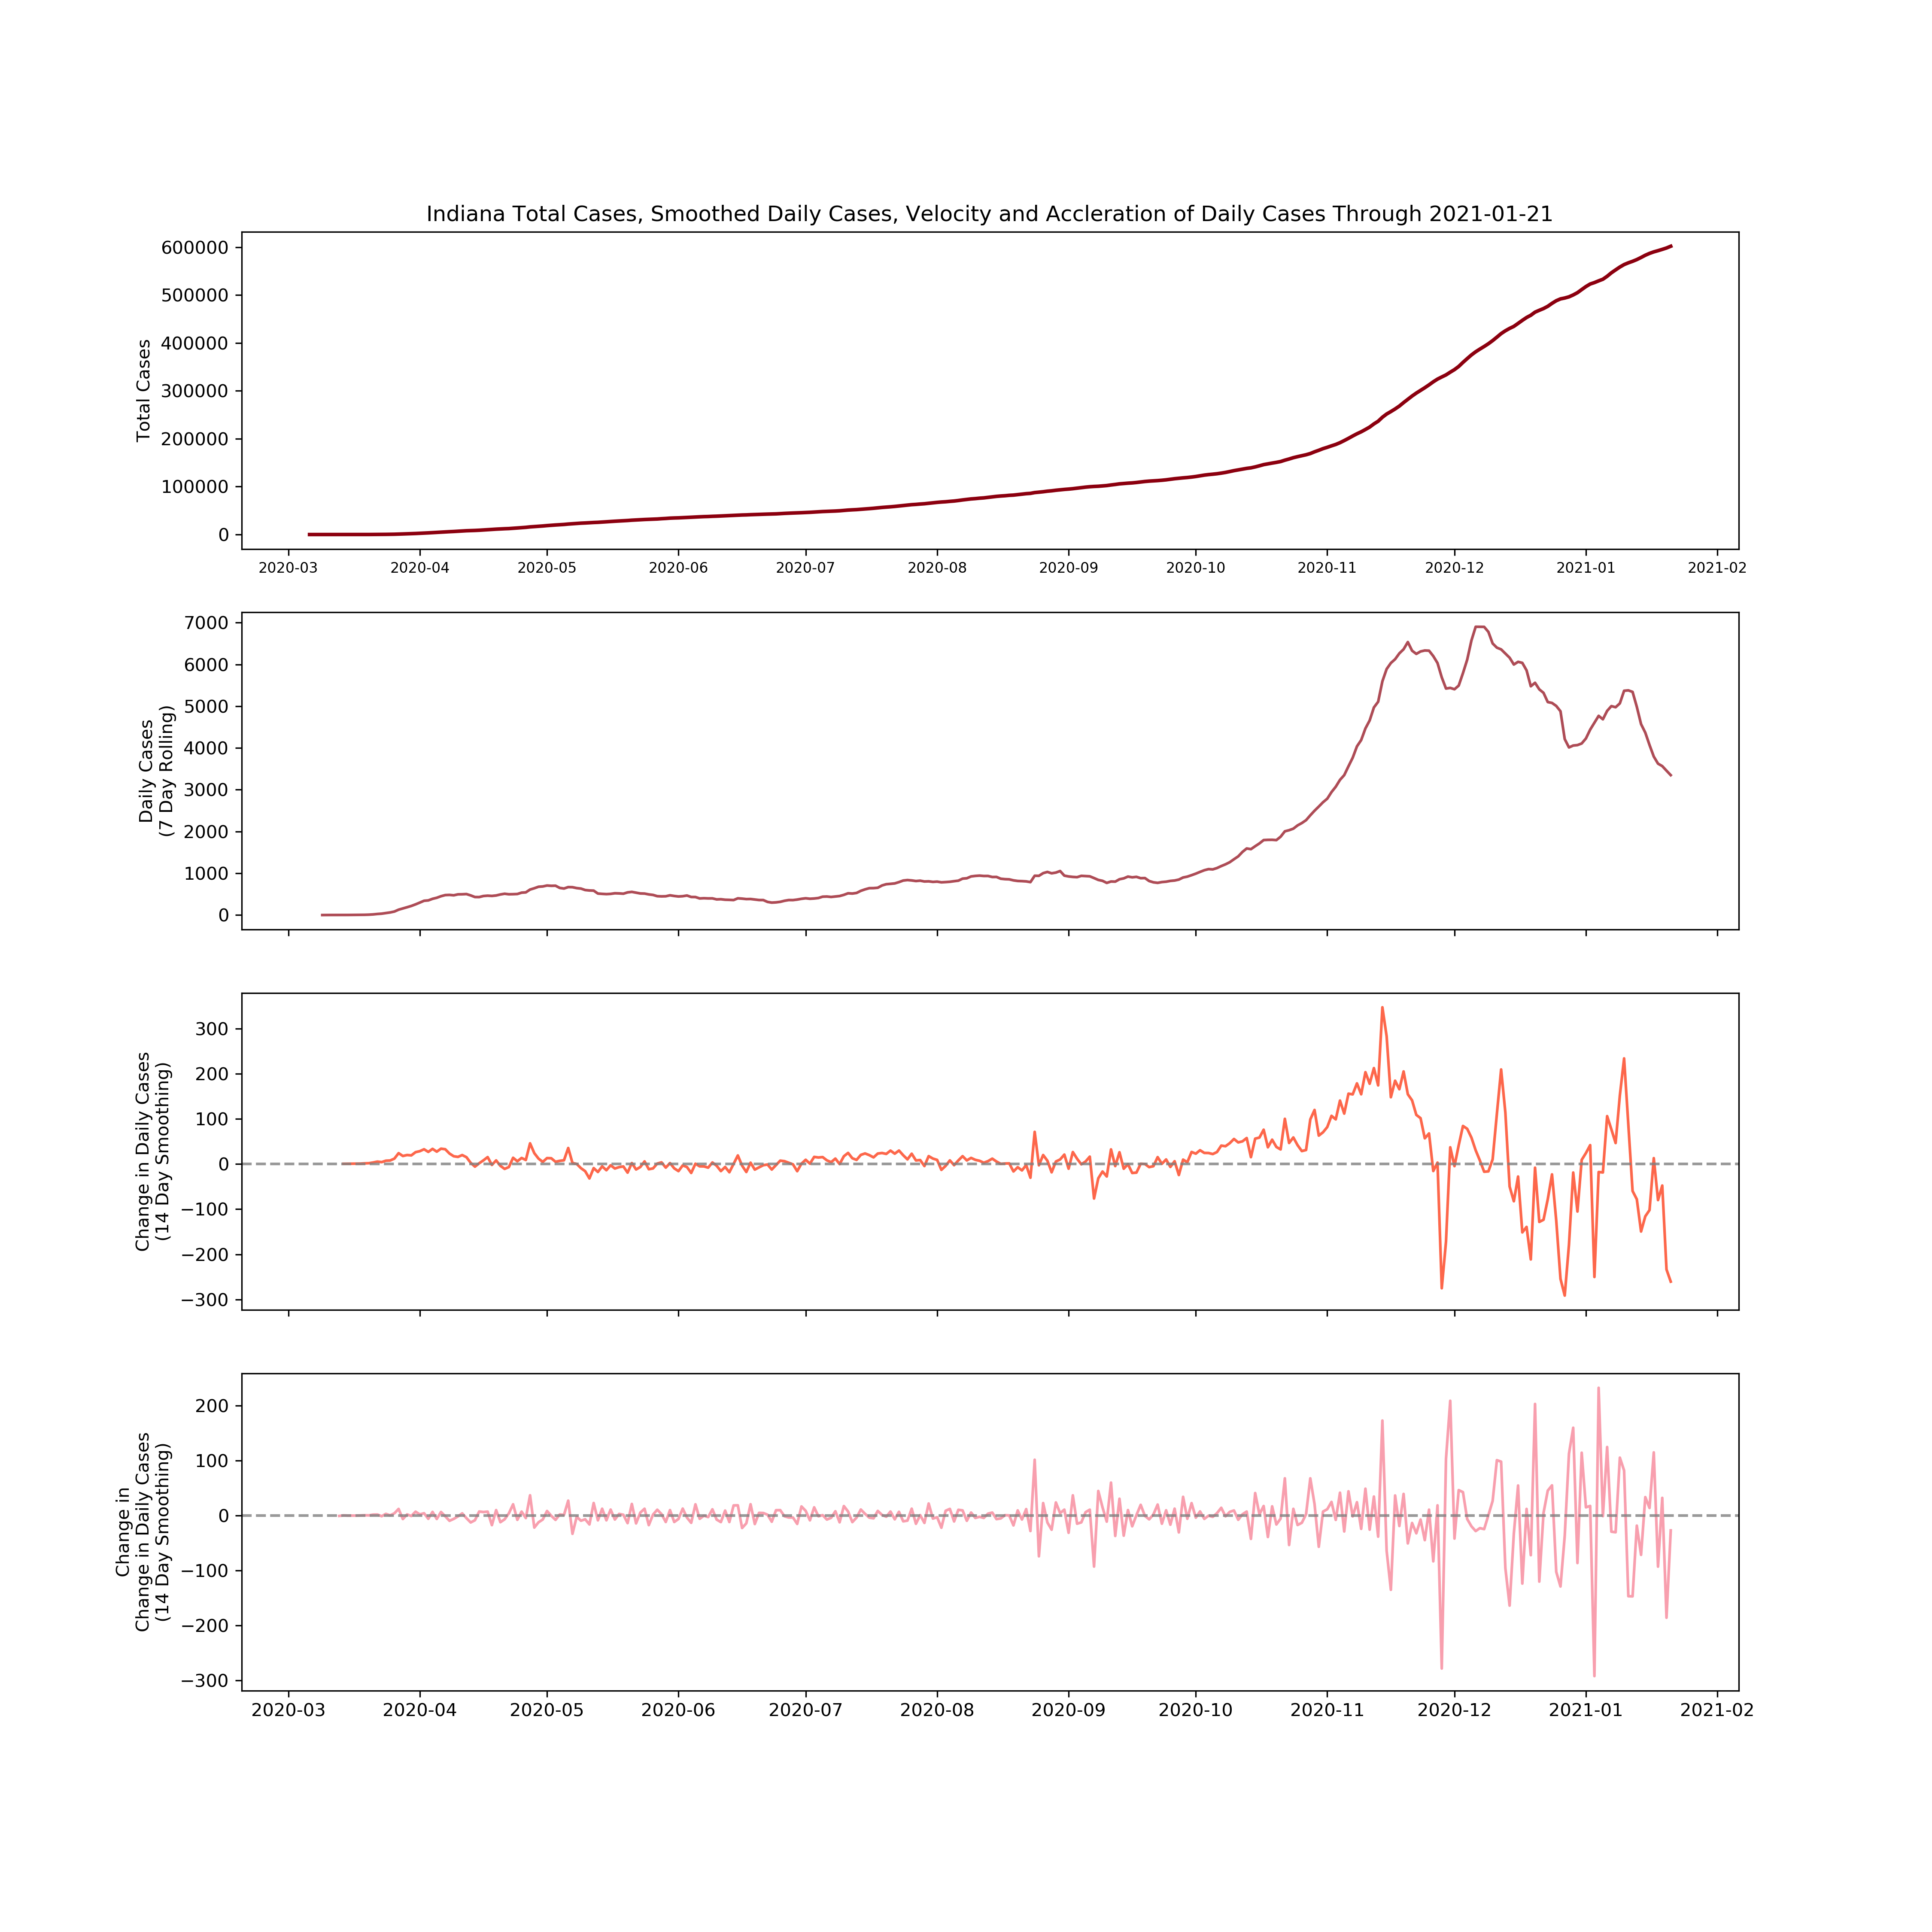 Indiana Total Cases, Smoothed Daily Cases, Velocity and Accleration of Daily Cases Through 2021-01-21
Total Cases
600000
500000
400000
300000
200000
100000
0
2020-03 2020-04 2020-05 2020-06 2020-07 2020-08 2020-09 2020-10 2020-11 2020-12 2021-01 2021-02
Daily Cases
(7 Day Rolling)
7000
6000
5000
4000
3000
2000
1000
0
Change in Daily Cases
(14 Day Smoothing)
300
200
100
0
−100
−200
−300
Change in
Change in Daily Cases
(14 Day Smoothing)
200
100
0
−100
−200
−300
2020-03 2020-04 2020-05 2020-06 2020-07 2020-08 2020-09 2020-10 2020-11 2020-12 2021-01 2021-02